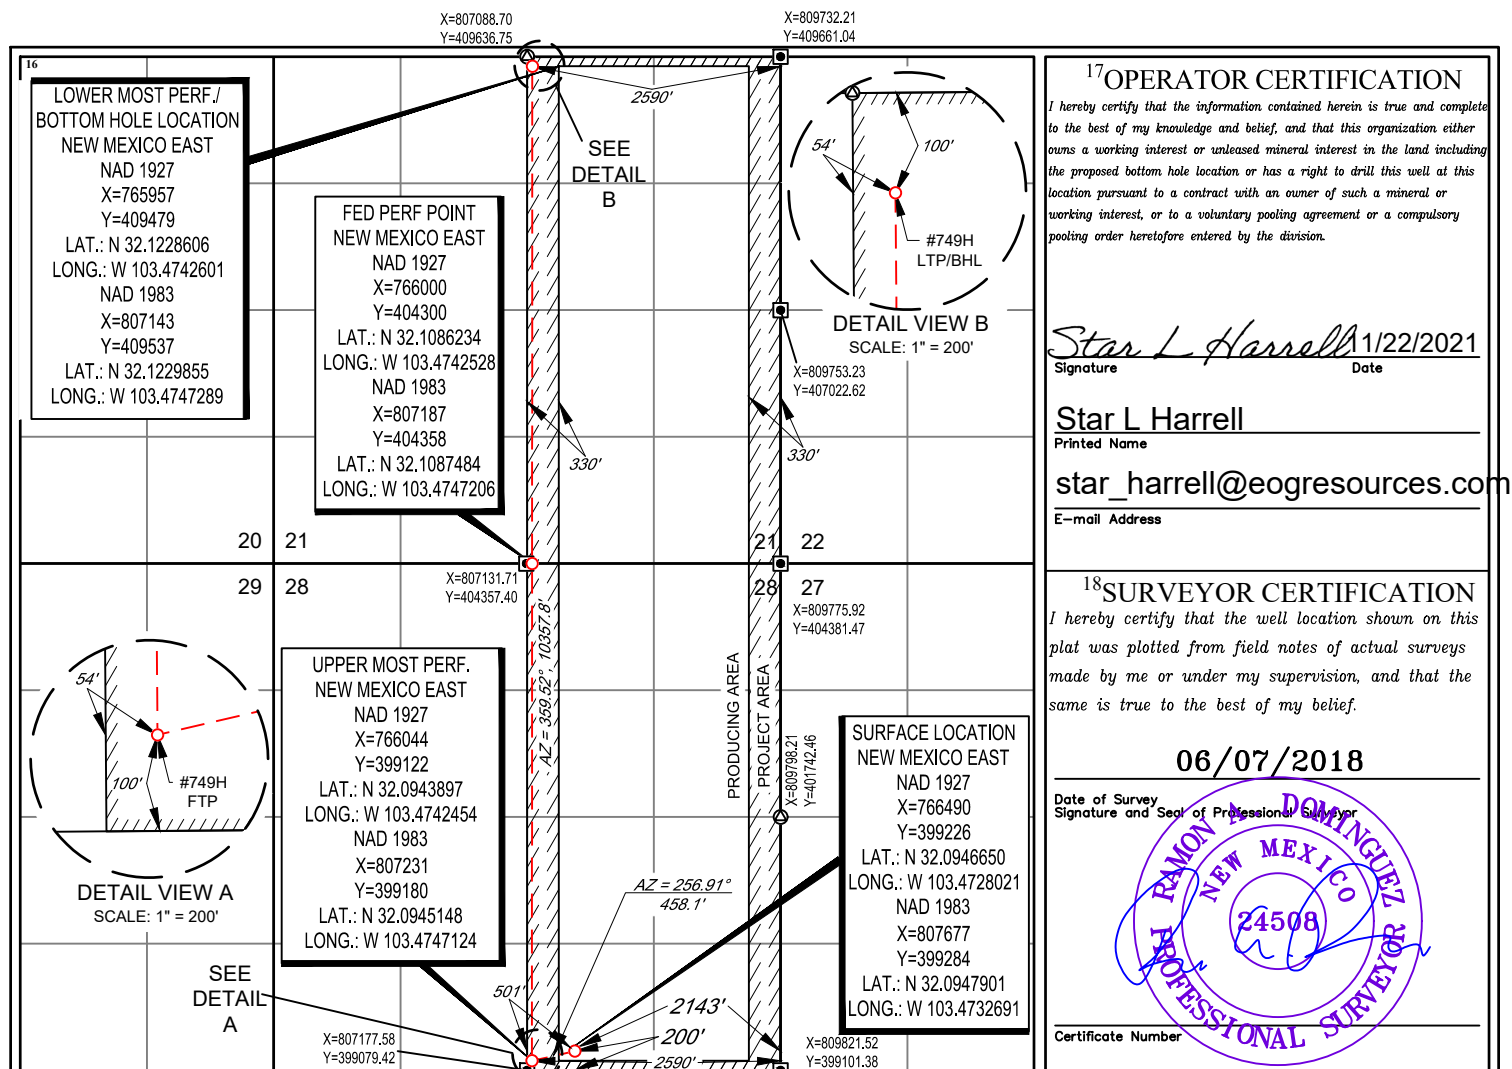 X=807088.70
Y=409636.75
X=809732.21
Y=409661.04
16
LOWER MOST PERF./
BOTTOM HOLE LOCATION
NEW MEXICO EAST
NAD 1927
X=765957
Y=409479
LAT.: N 32.1228606
LONG.: W 103.4742601
NAD 1983
X=807143
Y=409537
LAT.: N 32.1229855
LONG.: W 103.4747289
2590'
SEE
DETAIL
B
FED PERF POINT
NEW MEXICO EAST
NAD 1927
X=766000
Y=404300
LAT.: N 32.1086234
LONG.: W 103.4742528
NAD 1983
X=807187
Y=404358
LAT.: N 32.1087484
LONG.: W 103.4747206
54'
100'
#749H
LTP/BHL
DETAIL VIEW B
SCALE: 1" = 200'
X=809753.23
Y=407022.62
330'
330'
20
21
21
22
29
28
28
27
X=807131.71
Y=404357.40
X=809775.92
Y=404381.47
AZ = 359.52°, 10357.8'
PRODUCING AREA
PROJECT AREA
X=809798.21
Y=401742.46
54'
100'
#749H
FTP
DETAIL VIEW A
SCALE: 1" = 200'
UPPER MOST PERF.
NEW MEXICO EAST
NAD 1927
X=766044
Y=399122
LAT.: N 32.0943897
LONG.: W 103.4742454
NAD 1983
X=807231
Y=399180
LAT.: N 32.0945148
LONG.: W 103.4747124
SURFACE LOCATION
NEW MEXICO EAST
NAD 1927
X=766490
Y=399226
LAT.: N 32.0946650
LONG.: W 103.4728021
NAD 1983
X=807677
Y=399284
LAT.: N 32.0947901
LONG.: W 103.4732691
AZ = 256.91°
458.1'
SEE
DETAIL
A
501'
2143'
200'
2590'
X=807177.58
Y=399079.42
X=809821.52
Y=399101.38
17OPERATOR CERTIFICATION
I hereby certify that the information contained herein is true and complete
to the best of my knowledge and belief, and that this organization either
owns a working interest or unleased mineral interest in the land including
the proposed bottom hole location or has a right to drill this well at this
location pursuant to a contract with an owner of such a mineral or
working interest, or to a voluntary pooling agreement or a compulsory
pooling order heretofore entered by the division.
Star L Harrell 11/22/2021
Signature Date
Star L Harrell
Printed Name
star_harrell@eogresources.com
E-mail Address
18SURVEYOR CERTIFICATION
I hereby certify that the well location shown on this
plat was plotted from field notes of actual surveys
made by me or under my supervision, and that the
same is true to the best of my belief.
06/07/2018
Date of Survey
Signature and Seal of Professional Surveyor
RAMON A. DOMINGUEZ
NEW MEXICO
24508
PROFESSIONAL SURVEYOR
Certificate Number